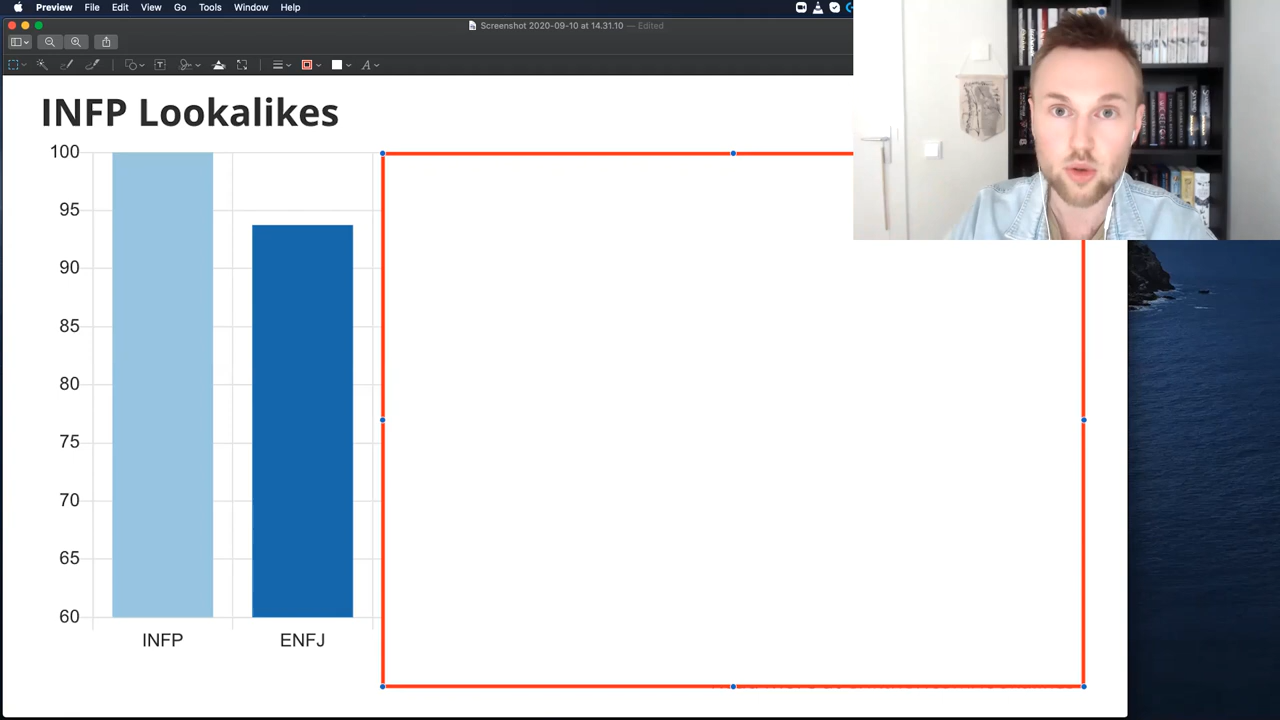 Preview File Edit View Go Tools Window Help
Screenshot 2020-09-10 at 14.31.10 — Edited
INFP Lookalikes
100
95
90
85
80
75
70
65
60
INFP ENFJ